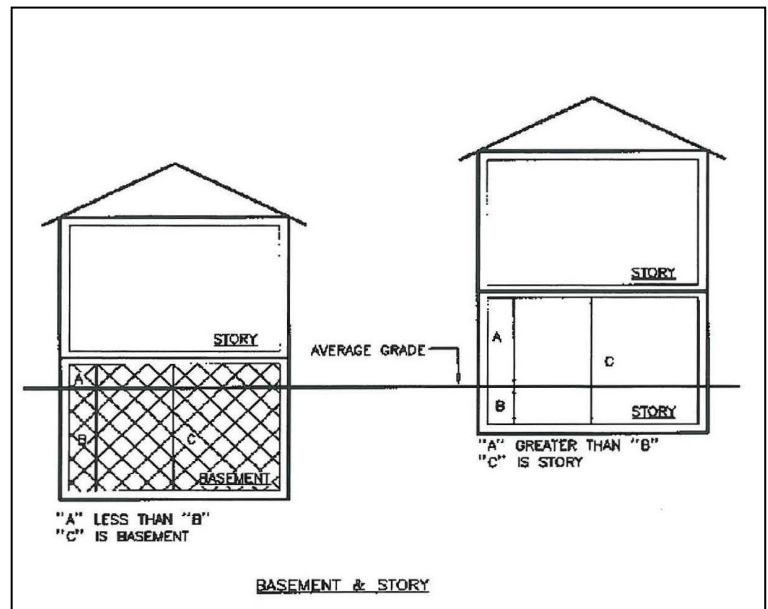 STORY
STORY
AVERAGE GRADE
A
C
A
B
C
B
STORY
BASEMENT
"A" GREATER THAN "B"
"C" IS STORY
"A" LESS THAN "B"
"C" IS BASEMENT
BASEMENT & STORY